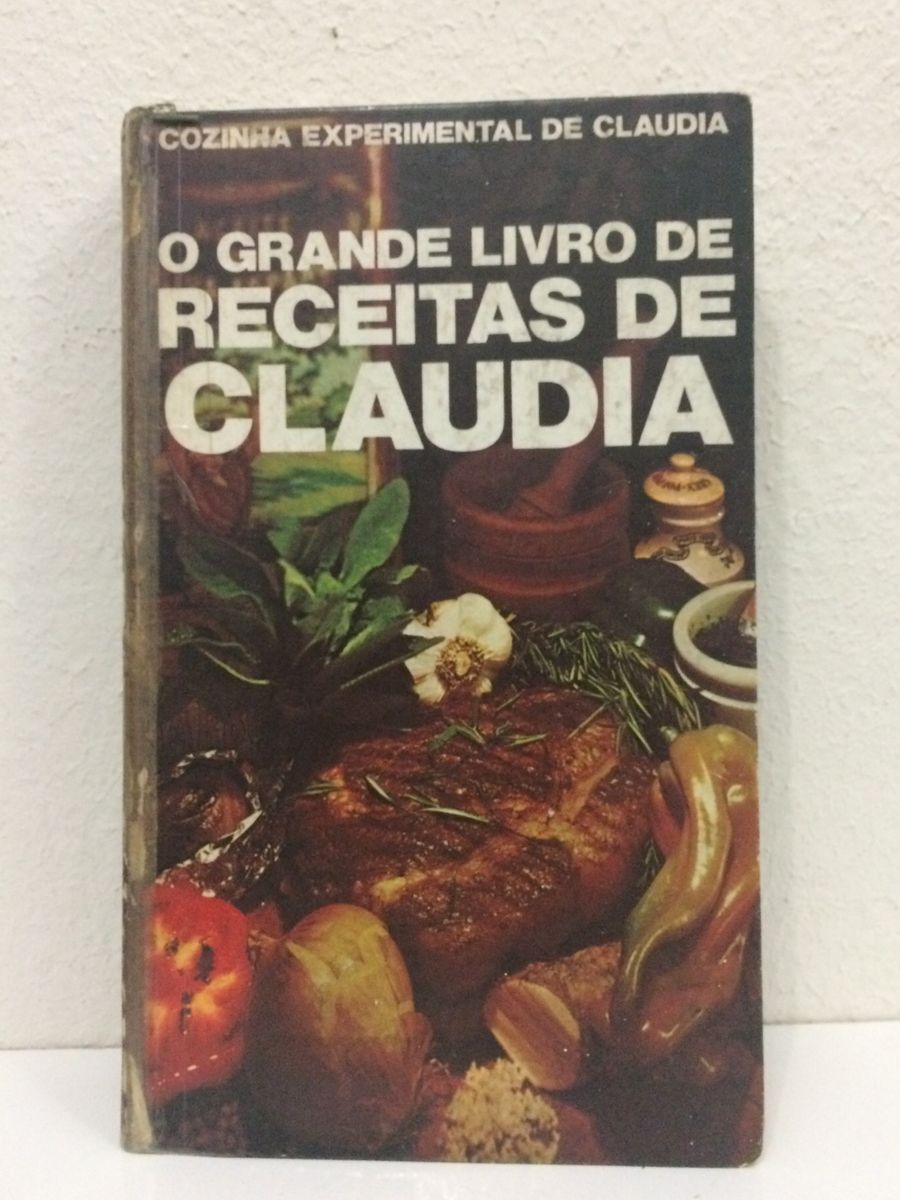 COZINHA EXPERIMENTAL DE CLAUDIA
O GRANDE LIVRO DE
RECEITAS DE
CLAUDIA